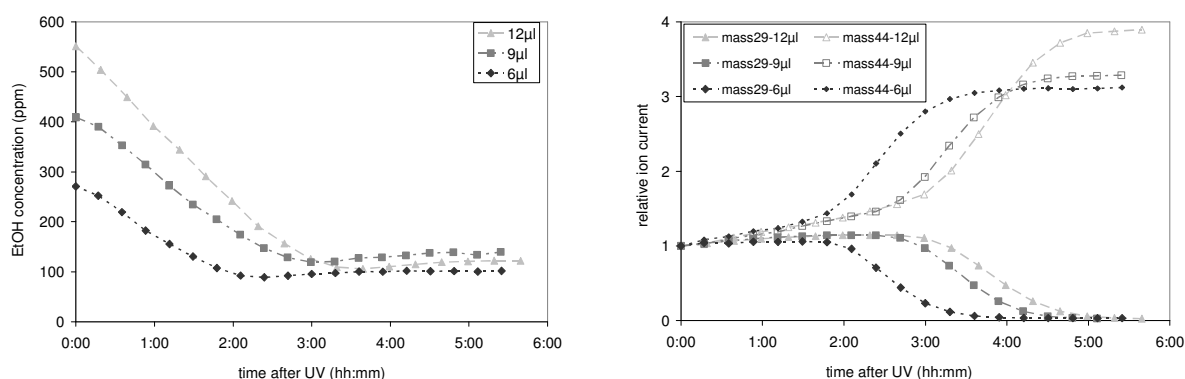 600
500
400
300
200
100
0
EtOH concentration (ppm)
12µl
9µl
6µl
0:00 1:00 2:00 3:00 4:00 5:00 6:00
time after UV (hh:mm)
4
3
2
1
0
relative ion current
mass29-12µl mass44-12µl
mass29-9µl mass44-9µl
mass29-6µl mass44-6µl
0:00 1:00 2:00 3:00 4:00 5:00 6:00
time after UV (hh:mm)